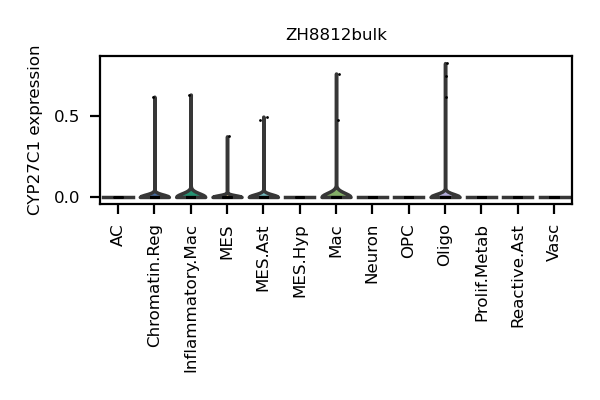 ZH8812bulk
CYP27C1 expression
0.5
0.0
AC
Chromatin.Reg
Inflammatory.Mac
MES
MES.Ast
MES.Hyp
Mac
Neuron
OPC
Oligo
Prolif.Metab
Reactive.Ast
Vasc